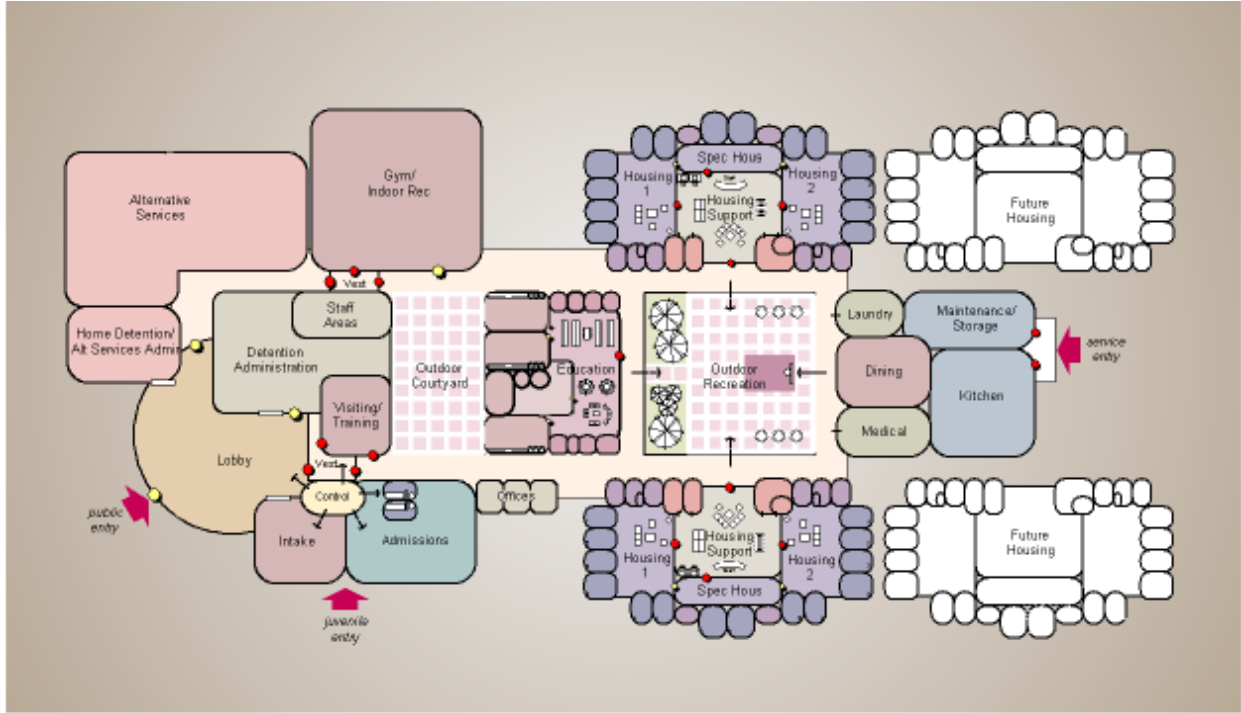 Alternative
Services
Gym/
Indoor Rec
Vest
Staff
Areas
Home Detention/
Alt Services Admin
Detention
Administration
Visiting/
Training
Lobby
Vest
Control
public
entry
Intake
Admissions
Offices
juvenile
entry
Outdoor
Courtyard
Education
Outdoor
Recreation
Spec Hous
Housing
1
Housing
2
Housing
Support
Future
Housing
Laundry
Maintenance/
Storage
Dining
Kitchen
Medical
service
entry
Housing
1
Housing
Support
Housing
2
Spec Hous
Future
Housing